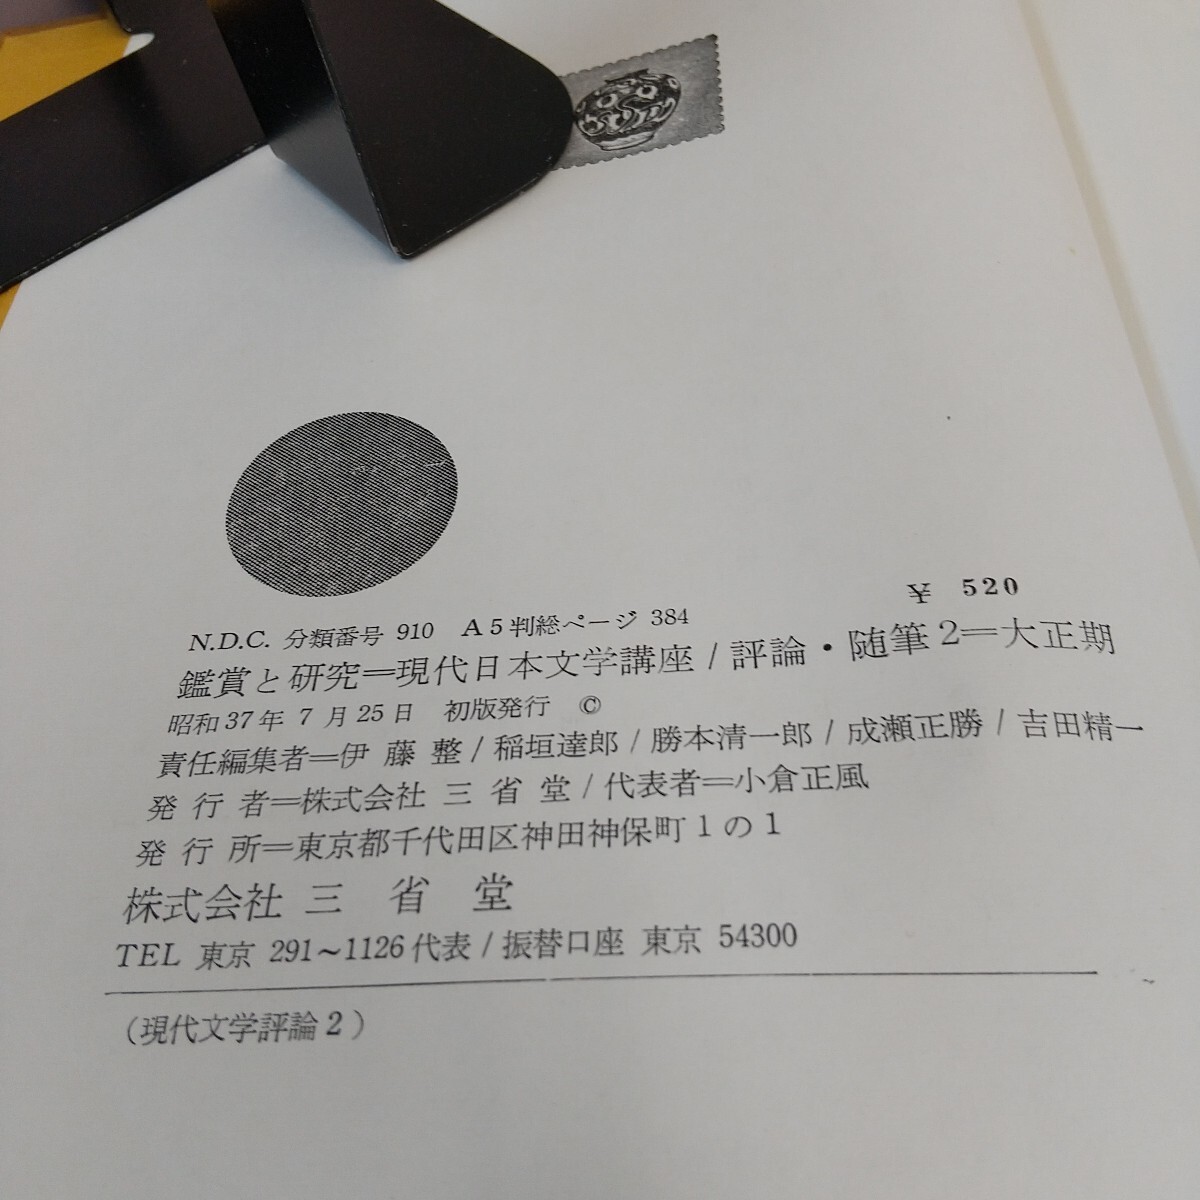 ¥ 520
N.D.C. 分類番号 910 A5判総ページ 384
鑑賞と研究=現代日本文学講座/評論・随筆2=大正期
昭和37年7月25日 初版発行 ©
責任編集者=伊藤 整/稲垣達郎/勝本清一郎/成瀬正勝/吉田精一
発行者=株式会社 三省堂/代表者=小倉正風
発行所=東京都千代田区神田神保町1の1
株式会社 三省堂
TEL 東京 291~1126代表/振替口座 東京 54300
(現代文学評論2)